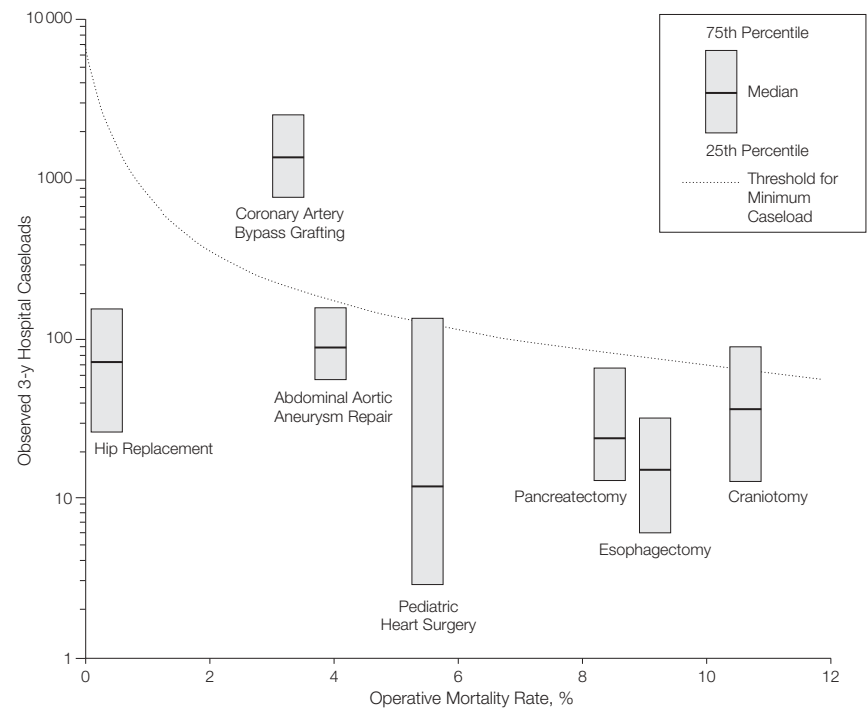 10000
1000
100
10
1
Observed 3-y Hospital Caseloads
75th Percentile
Median
25th Percentile
Threshold for
Minimum
Caseload
Coronary Artery
Bypass Grafting
Hip Replacement
Abdominal Aortic
Aneurysm Repair
Pediatric
Heart Surgery
Pancreatectomy
Esophagectomy
Craniotomy
0 2 4 6 8 10 12
Operative Mortality Rate, %